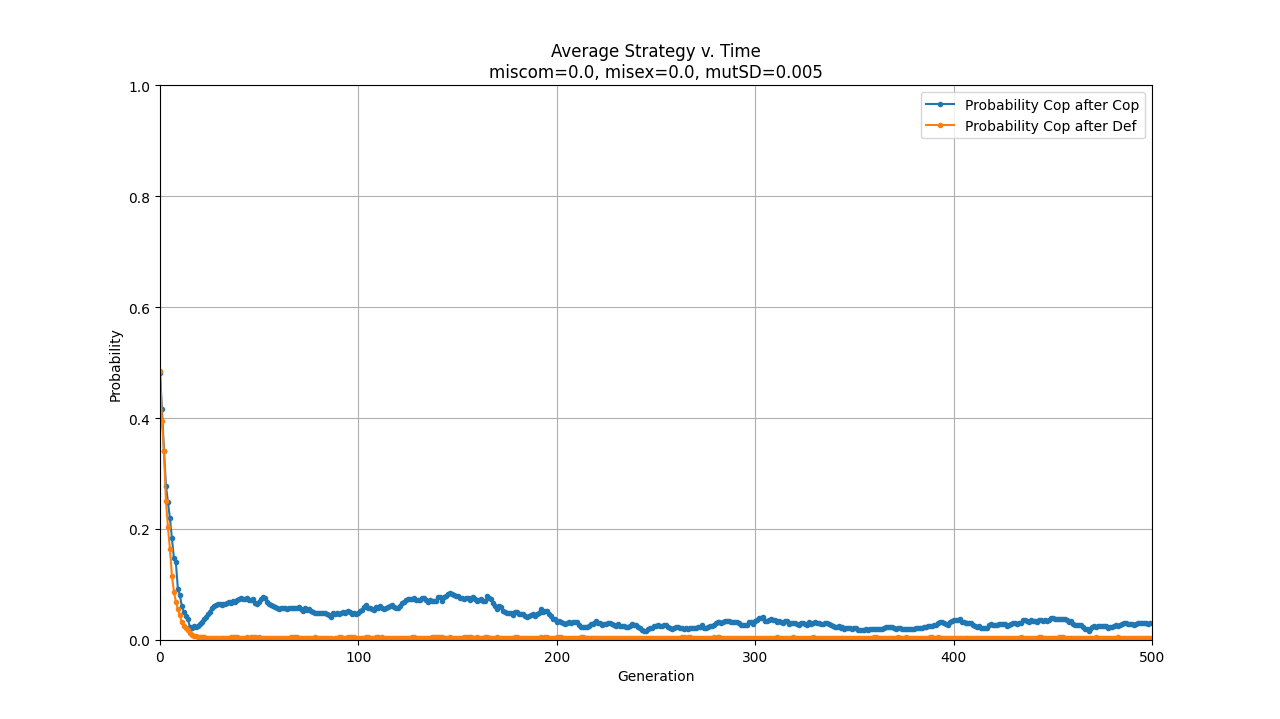 Average Strategy v. Time
miscom=0.0, misex=0.0, mutSD=0.005
Probability Cop after Cop
Probability Cop after Def
1.0
0.8
0.6
0.4
0.2
0.0
Probability
0 100 200 300 400 500
Generation